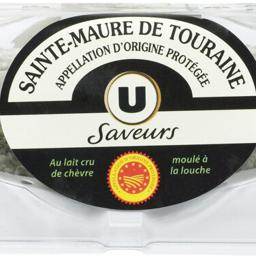 SAINTE-MAURE DE TOURAINE
APPELLATION D'ORIGINE PROTÉGÉE
U
Saveurs
Au lait cru
de chèvre
moulé à
la louche